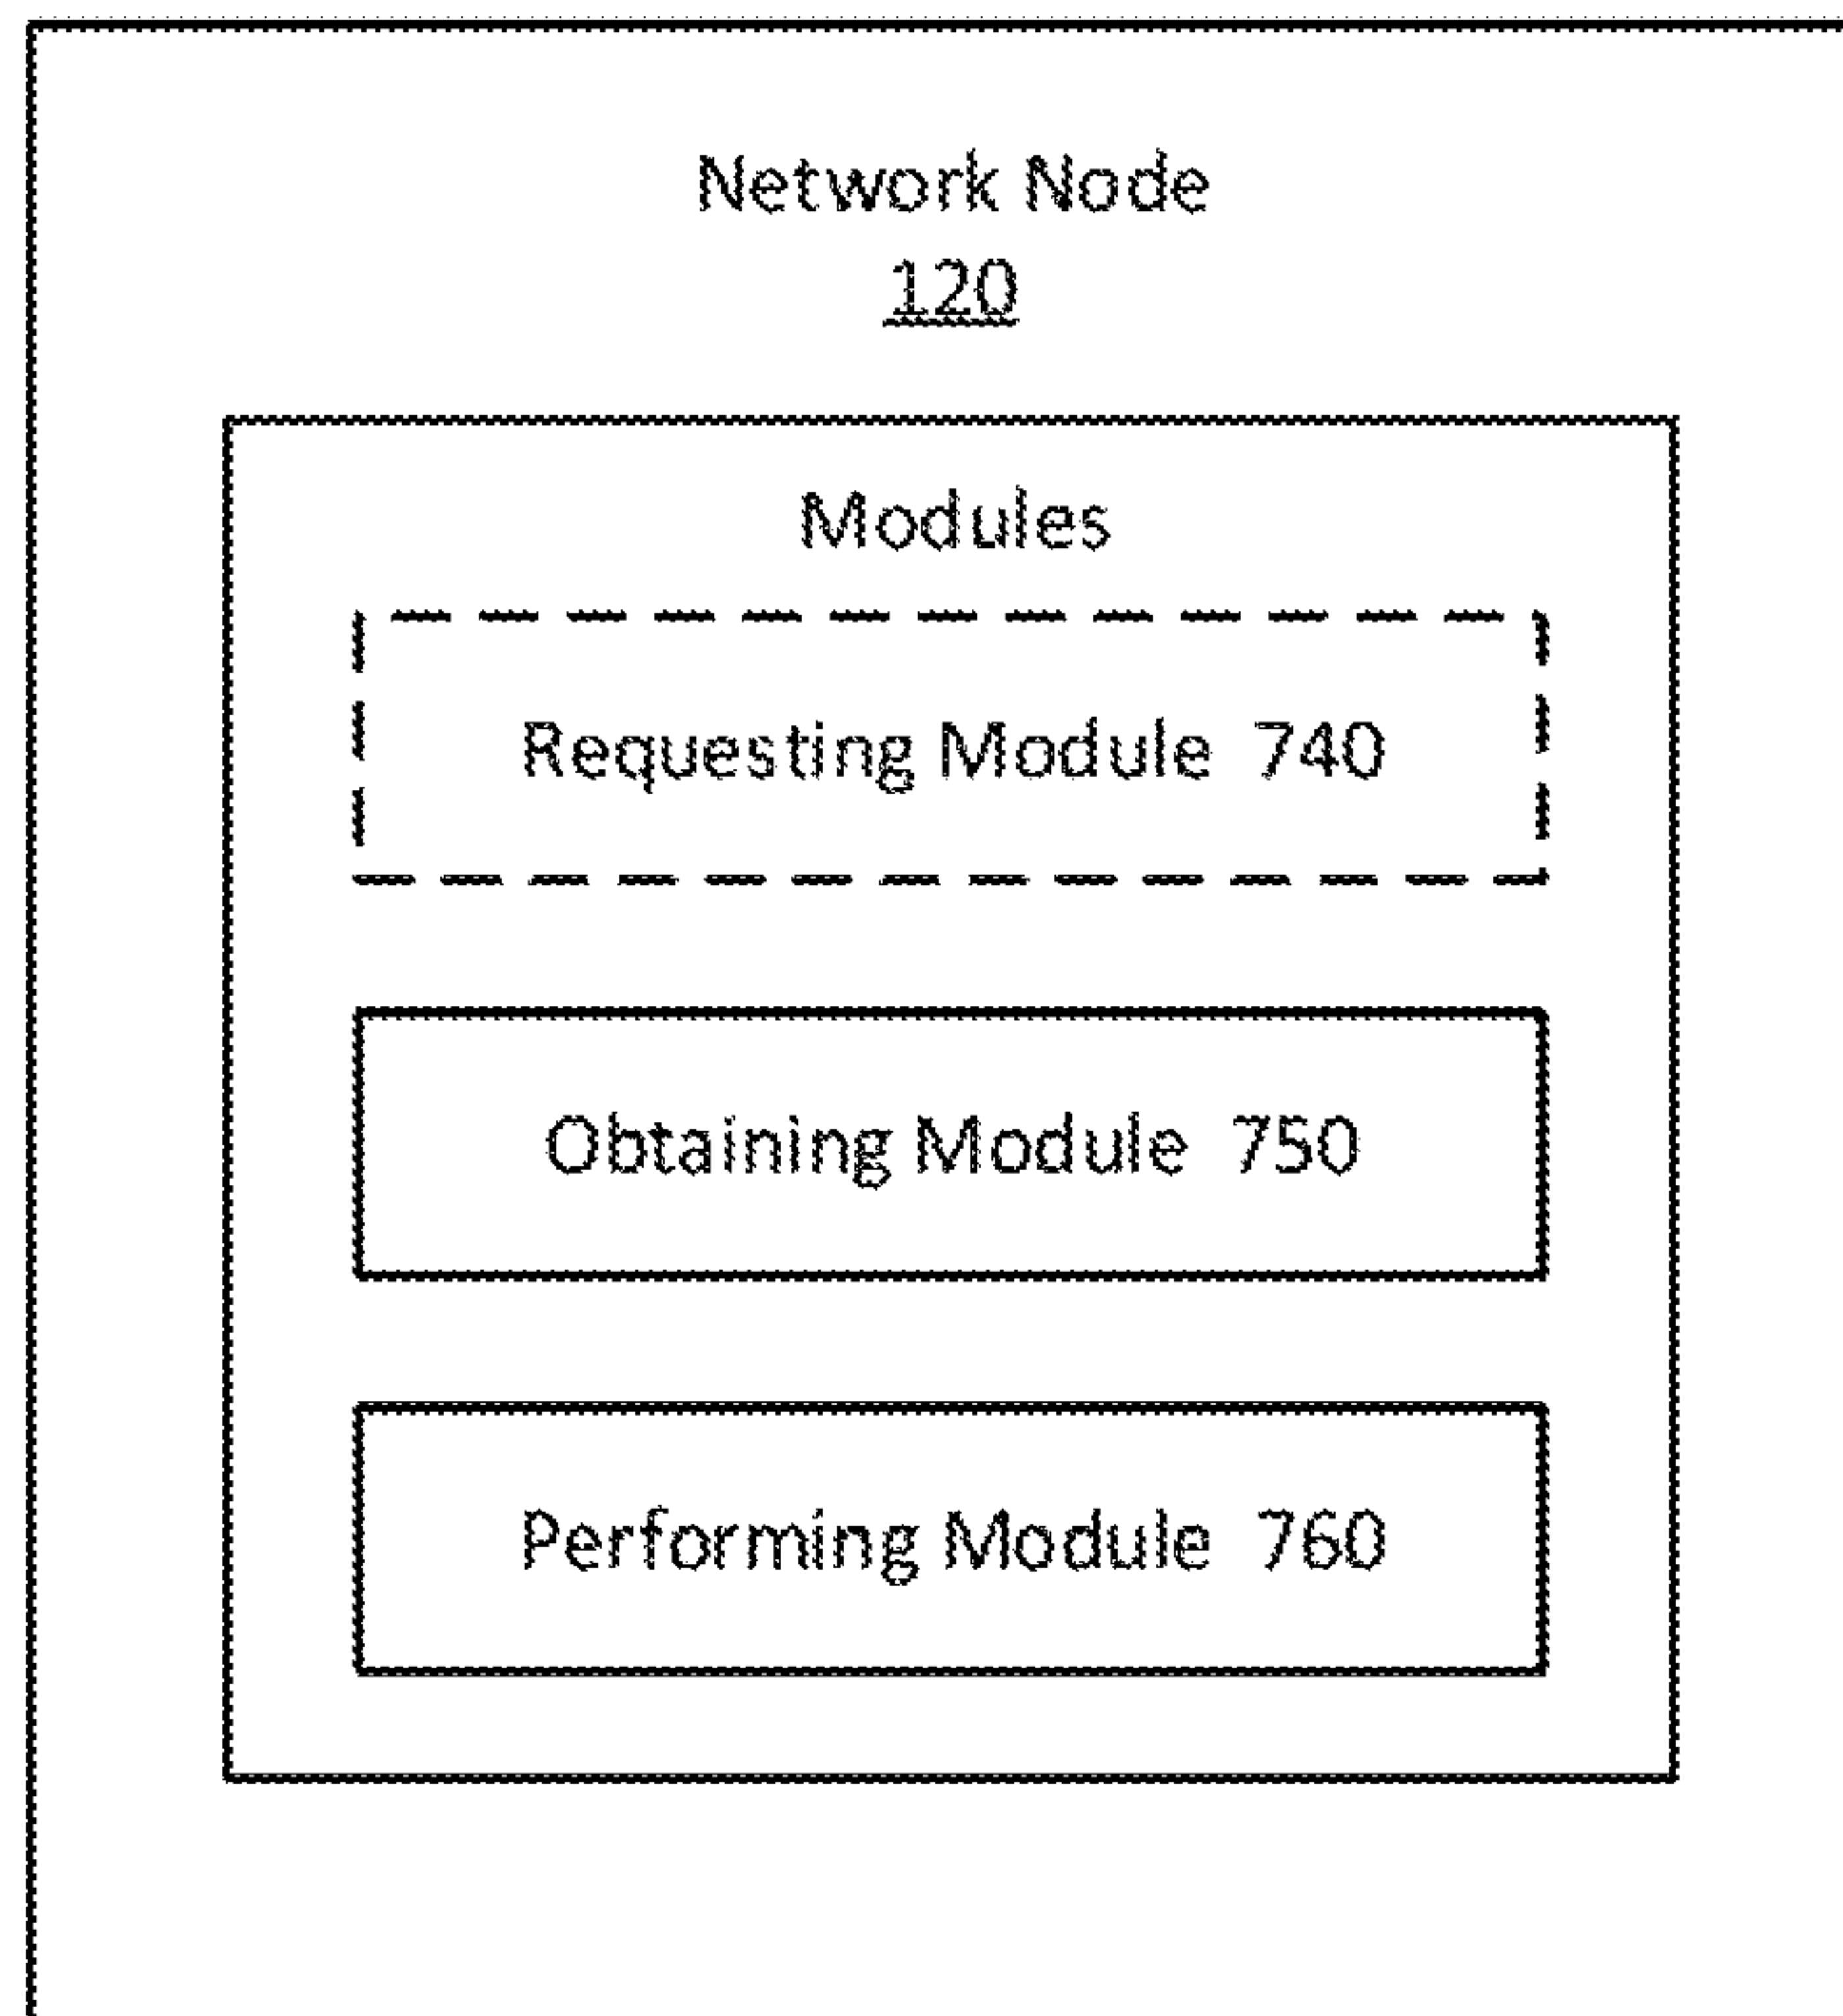 Network Node
120
Modules
Requesting Module 740
Obtaining Module 750
Performing Module 760